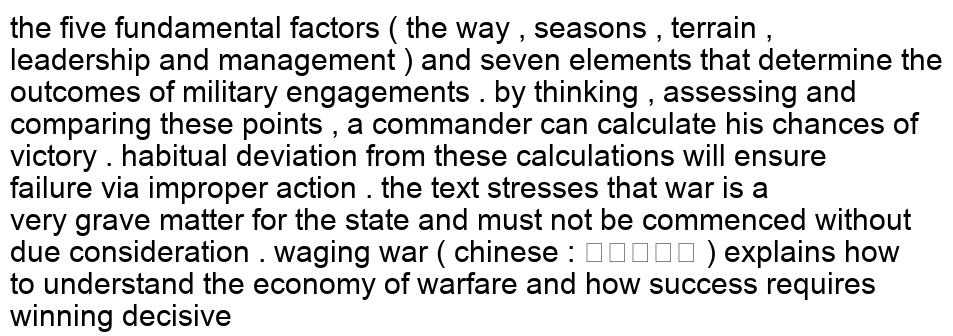 the five fundamental factors ( the way , seasons , terrain ,
leadership and management ) and seven elements that determine the
outcomes of military engagements . by thinking , assessing and
comparing these points , a commander can calculate his chances of
victory . habitual deviation from these calculations will ensure
failure via improper action . the text stresses that war is a
very grave matter for the state and must not be commenced without
due consideration . waging war ( chinese : ) explains how
to understand the economy of warfare and how success requires
winning decisive